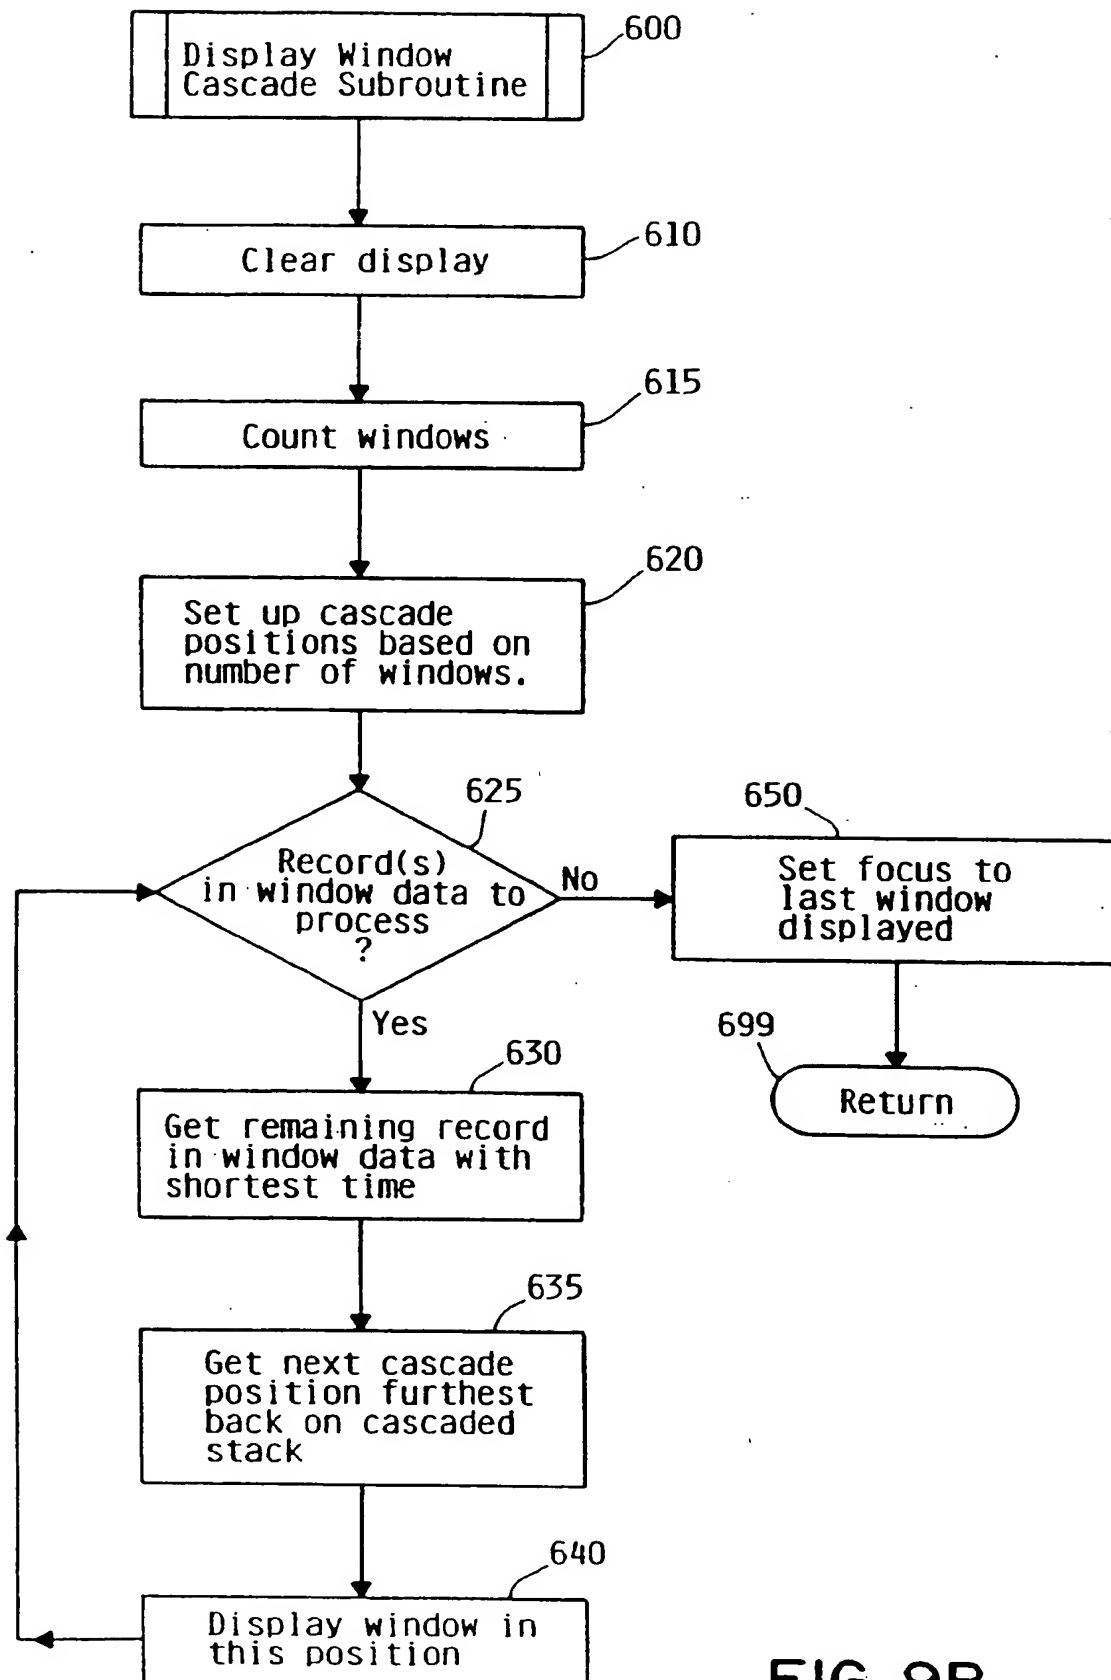 600
Display Window
Cascade Subroutine
610
Clear display
615
Count windows
620
Set up cascade
positions based on
number of windows.
625
Record(s)
in window data to
process
?
No
650
Set focus to
last window
displayed
Yes
699
Return
630
Get remaining record
in window data with
shortest time
635
Get next cascade
position furthest
back on cascaded
stack
640
Display window in
this position
FIG. 9B